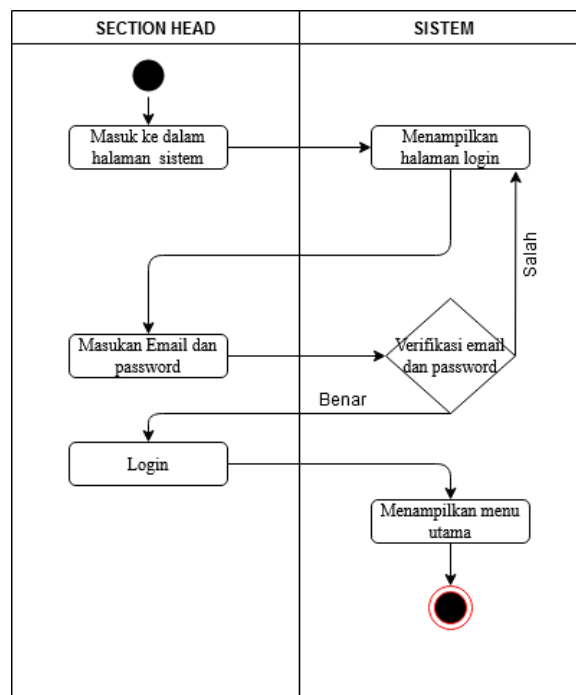 SECTION HEAD
SISTEM
Masuk ke dalam
halaman sistem
Menampilkan
halaman login
Salah
Masukan Email dan
password
Verifikasi email
dan password
Benar
Login
Menampilkan menu
utama